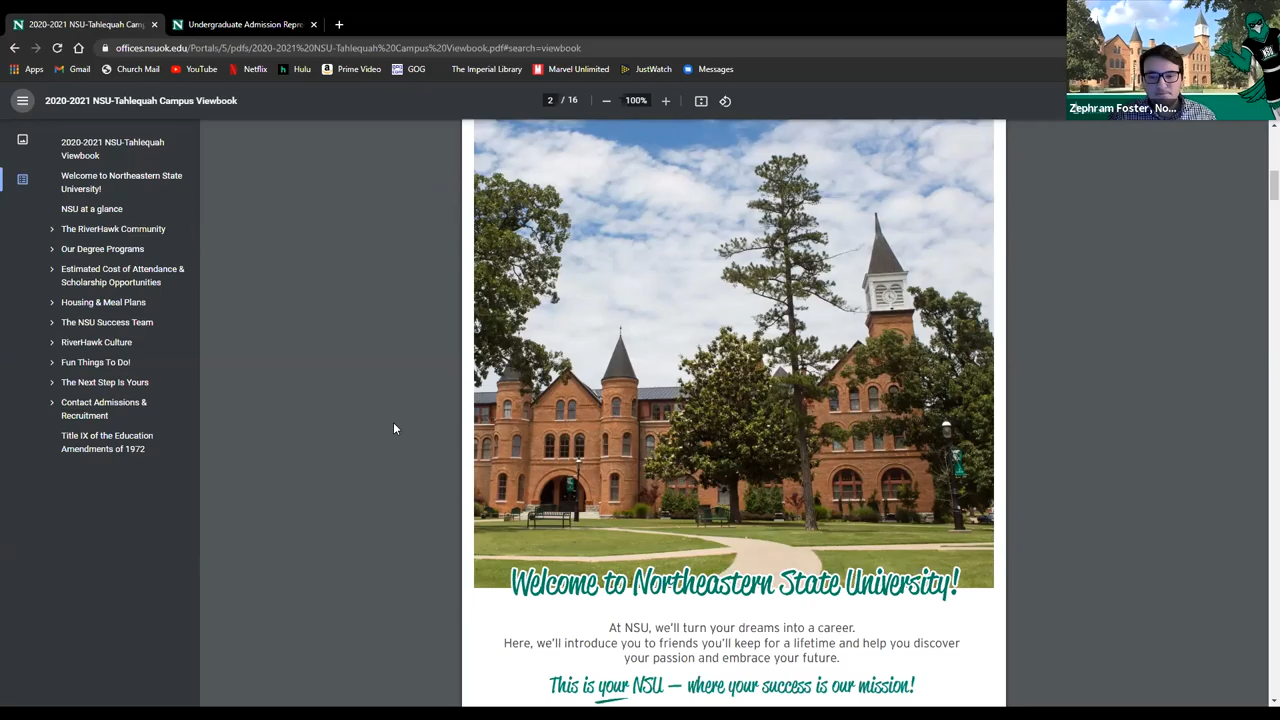 2020-2021 NSU-Tahlequah Cam
Undergraduate Admission Repre
offices.nsuok.edu/Portals/5/pdfs/2020-2021%20NSU-Tahlequah%20Campus%20Viewbook.pdf#search=viewbook
Apps Gmail Church Mail YouTube Netflix Hulu Prime Video GOG The Imperial Library Marvel Unlimited JustWatch Messages
Zephram Foster, No...
2020-2021 NSU-Tahlequah Campus Viewbook
2 / 16
100%
2020-2021 NSU-Tahlequah Campus
Viewbook
Welcome to Northeastern State
University!
NSU at a glance
The RiverHawk Community
Our Degree Programs
Estimated Cost of Attendance &
Scholarship Opportunities
Housing & Meal Plans
The NSU Success Team
RiverHawk Culture
Fun Things To Do!
The Next Step Is Yours
Contact Admissions &
Recruitment
Title IX of the Education
Amendments of 1972
Welcome to Northeastern State University!
At NSU, we'll turn your dreams into a career.
Here, we'll introduce you to friends you'll keep for a lifetime and help you discover
your passion and embrace your future.
This is your NSU — where your success is our mission!